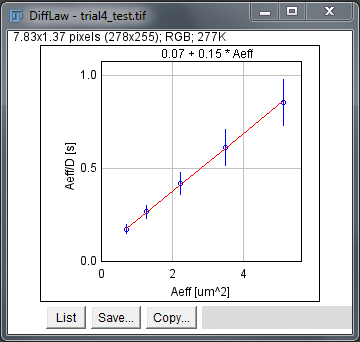 DiffLaw - trial4_test.tif
7.83x1.37 pixels (278x255); RGB; 277K
0.07 + 0.15 * Aeff
1.0
0.5
0.0
Aeff/D [s]
0 2 4
Aeff [um^2]
List Save... Copy...